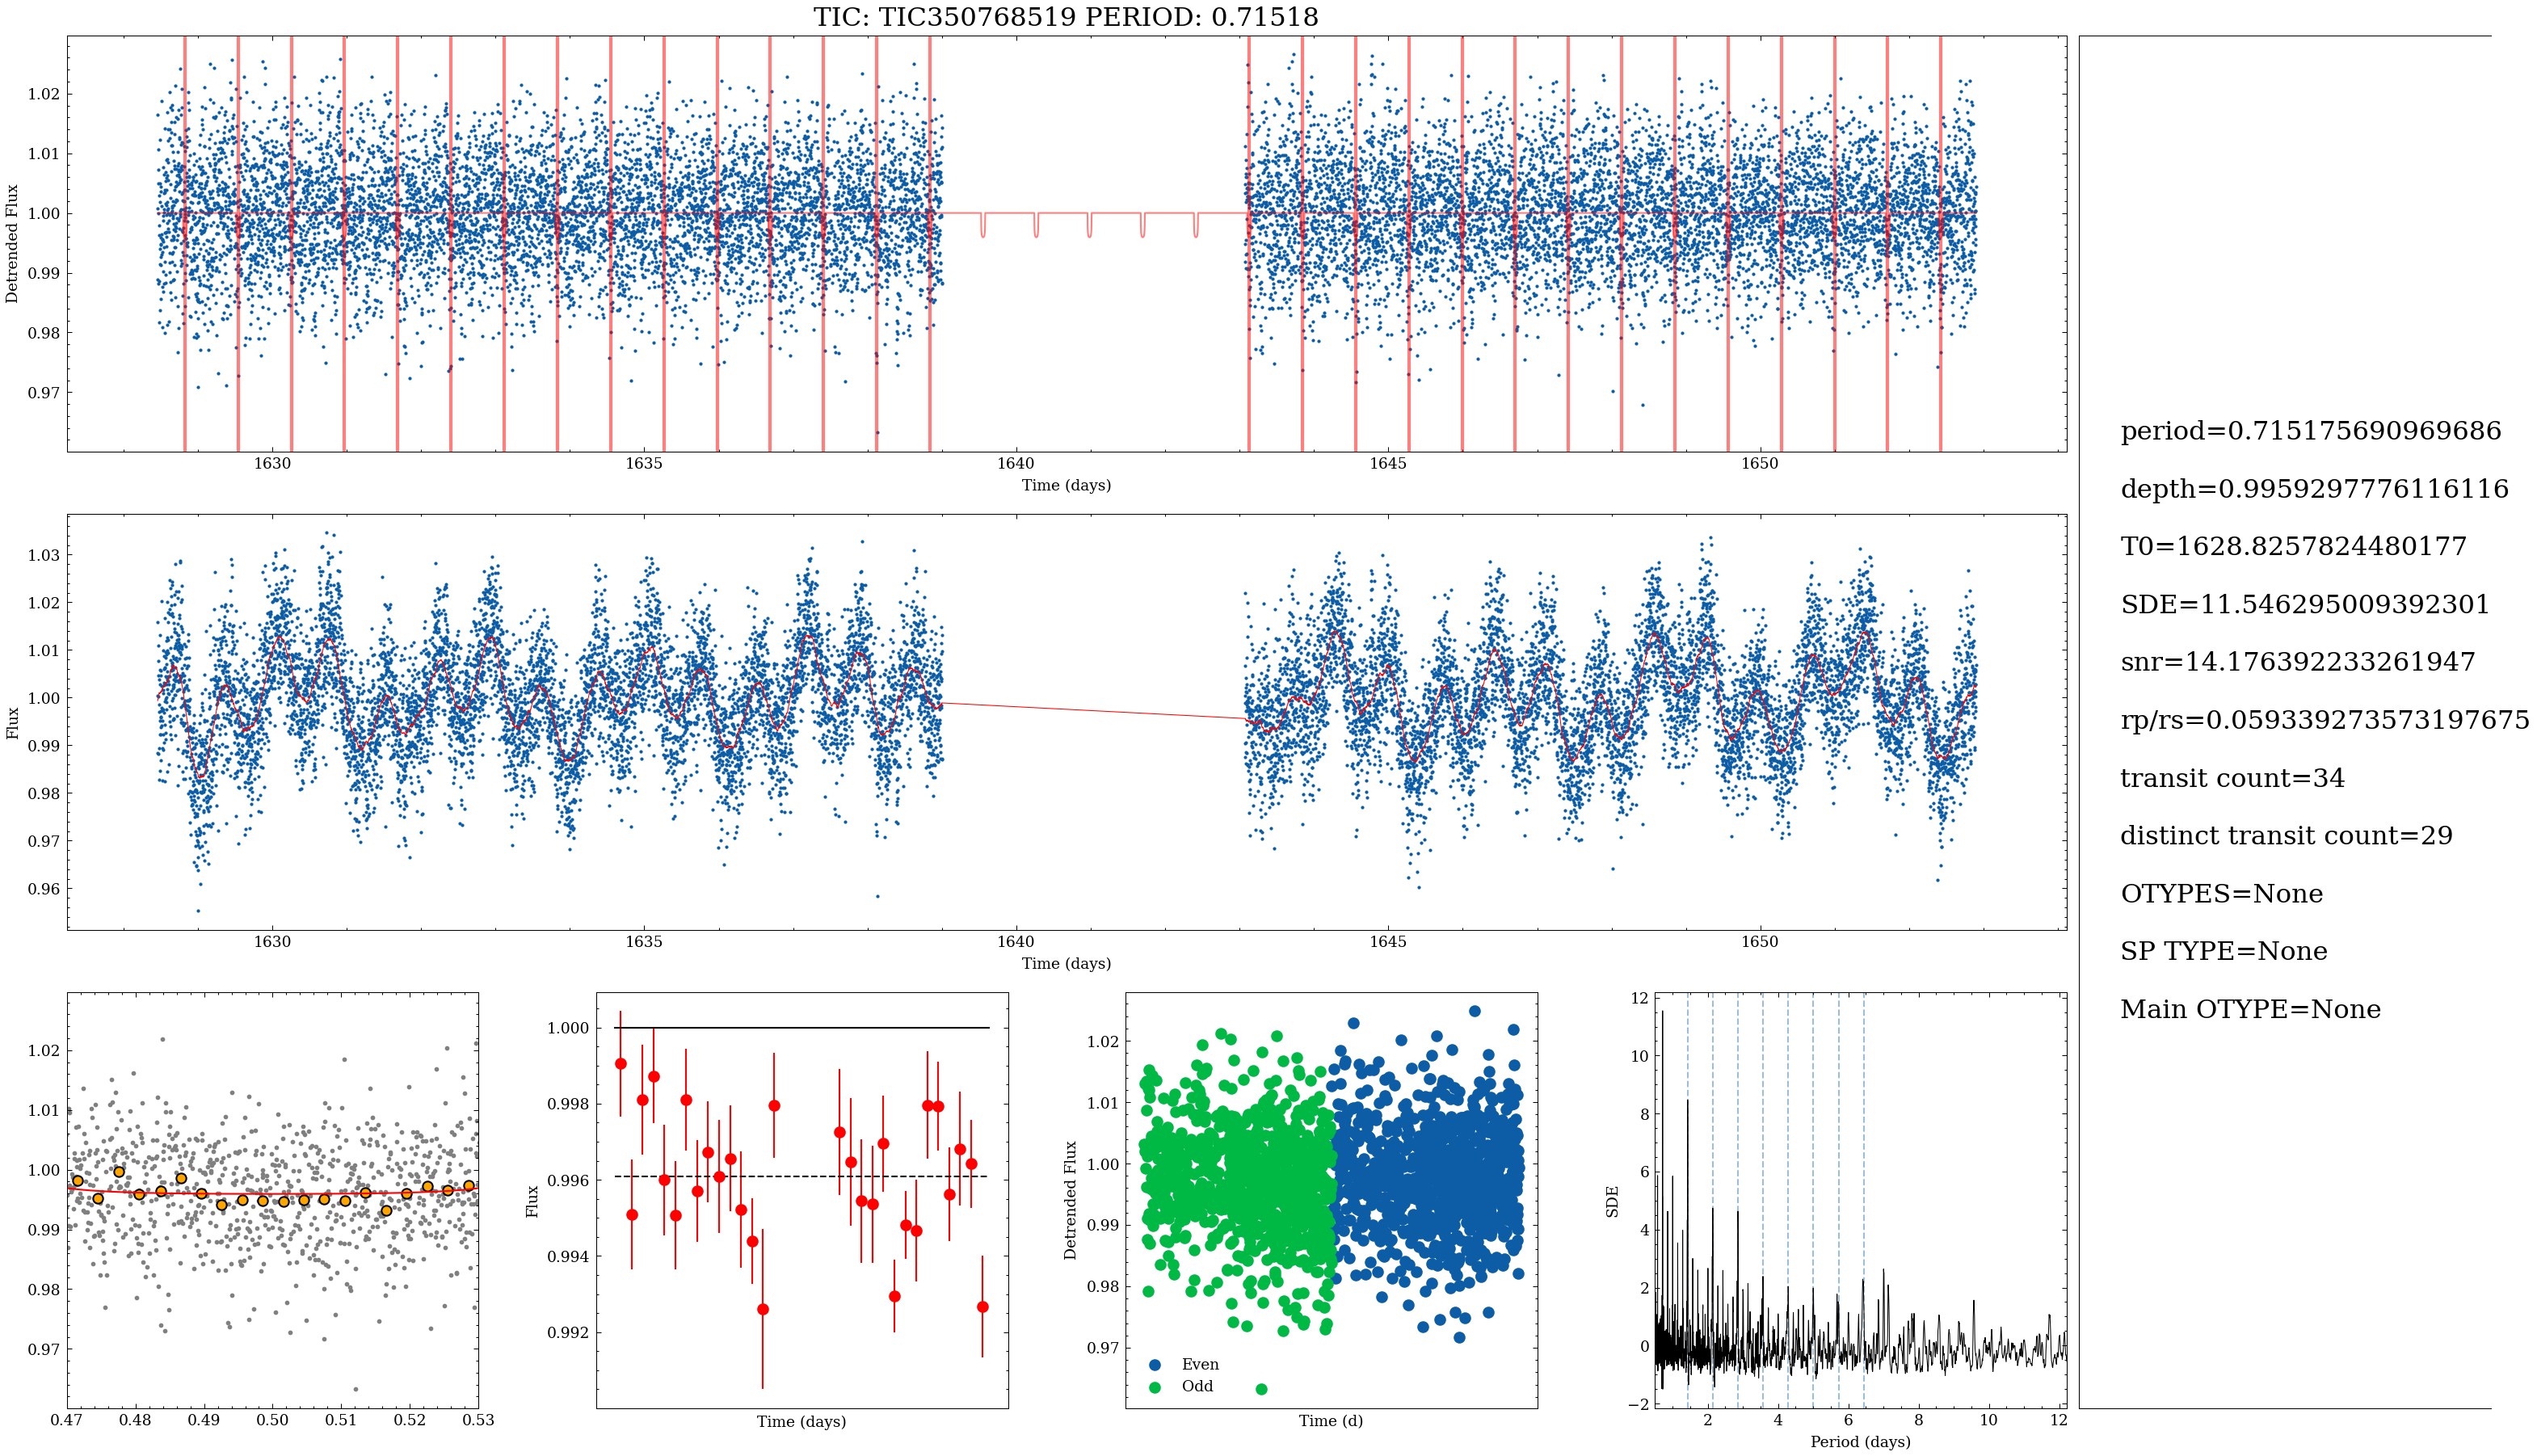 TIC: TIC350768519 PERIOD: 0.71518
Detrended Flux
1.02
1.01
1.00
0.99
0.98
0.97
1630
1635
1640
1645
1650
Time (days)
Flux
1.03
1.02
1.01
1.00
0.99
0.98
0.97
0.96
1630
1635
1640
1645
1650
Time (days)
1.02
1.01
1.00
0.99
0.98
0.97
0.47
0.48
0.49
0.50
0.51
0.52
0.53
Flux
1.000
0.998
0.996
0.994
0.992
Time (days)
Detrended Flux
1.02
1.01
1.00
0.99
0.98
0.97
Even
Odd
Time (d)
SDE
12
10
8
6
4
2
0
−2
2
4
6
8
10
12
Period (days)
period=0.715175690969686
depth=0.9959297776116116
T0=1628.8257824480177
SDE=11.546295009392301
snr=14.176392233261947
rp/rs=0.059339273573197675
transit count=34
distinct transit count=29
OTYPES=None
SP TYPE=None
Main OTYPE=None